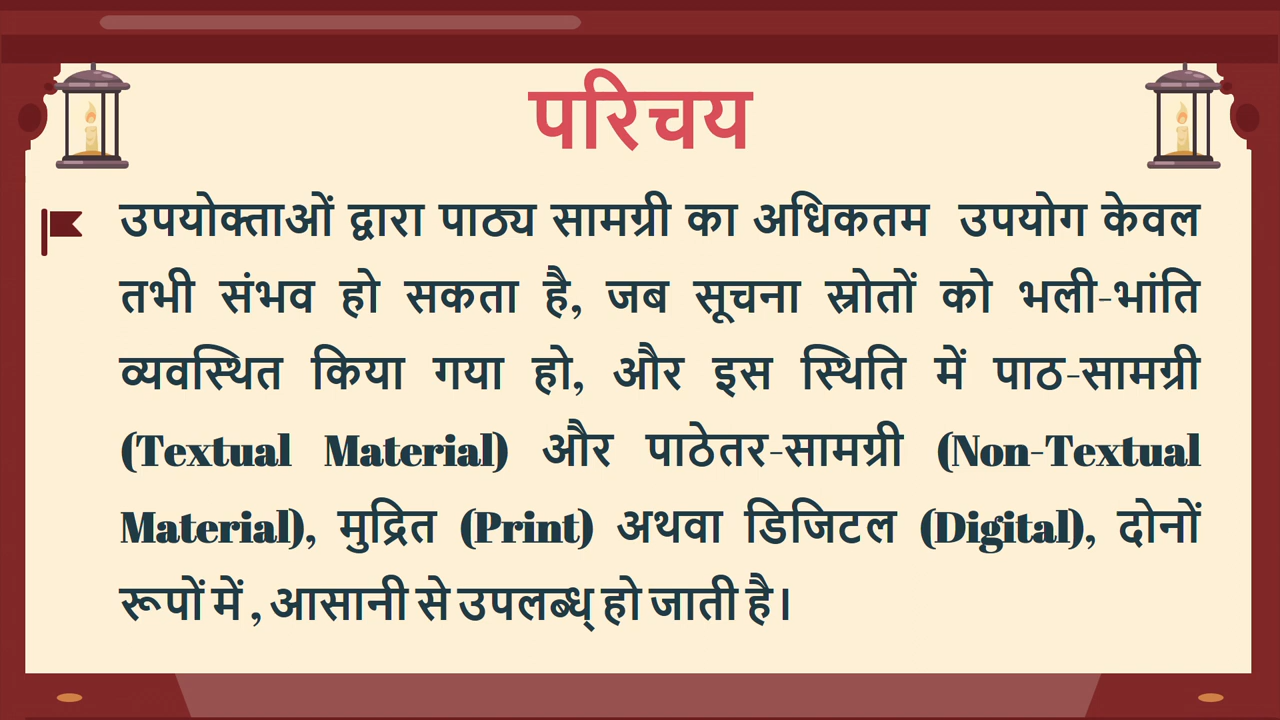 परिचय
उपयोक्ताओं द्वारा पाठ्य सामग्री का अधिकतम उपयोग केवल
तभी संभव हो सकता है, जब सूचना स्रोतों को भली-भांति
व्यवस्थित किया गया हो, और इस स्थिति में पाठ-सामग्री
(Textual Material) और पाठेतर-सामग्री (Non-Textual
Material), मुद्रित (Print) अथवा डिजिटल (Digital), दोनों
रूपों में , आसानी से उपलब्ध् हो जाती है।